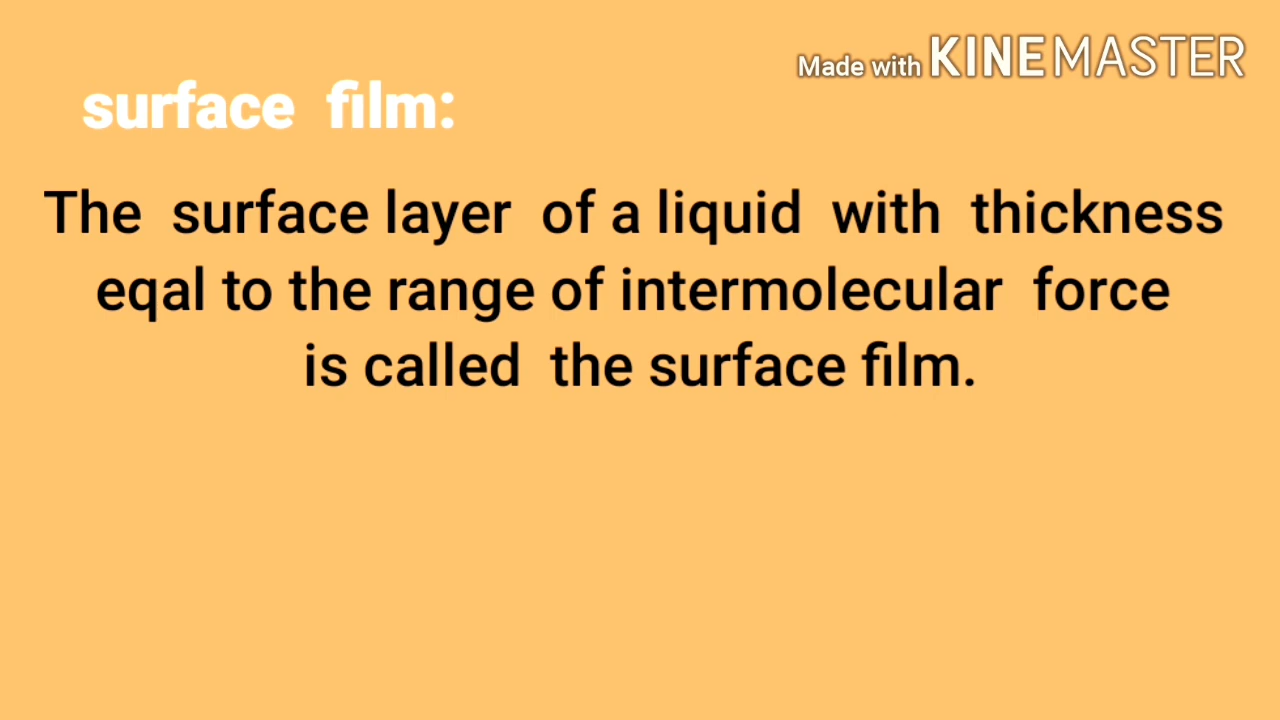 Made with KINEMASTER
surface film:
The surface layer of a liquid with thickness
eqal to the range of intermolecular force
is called the surface film.